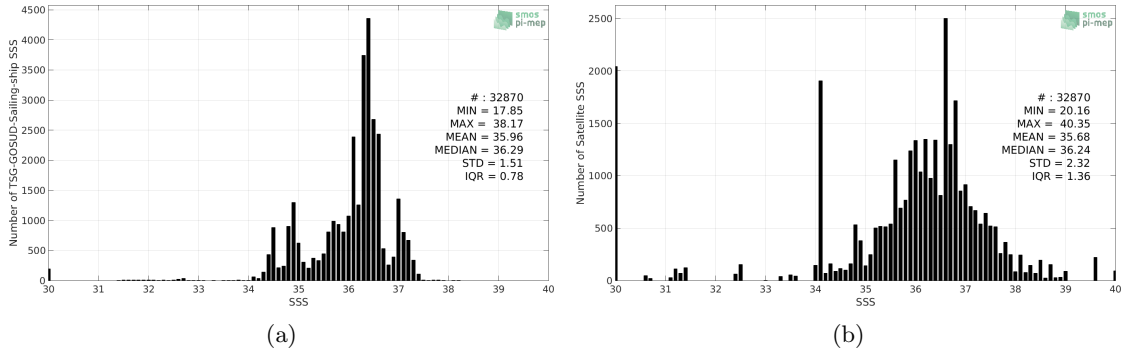 4500
4000
3500
3000
2500
2000
1500
1000
500
0
30 31 32 33 34 35 36 37 38 39 40
SSS
Number of TSG-GOSUD-Sailing-ship SSS
smos
pi-mep
# : 32870
MIN = 17.85
MAX = 38.17
MEAN = 35.96
MEDIAN = 36.29
STD = 1.51
IQR = 0.78
(a)
2500
2000
1500
1000
500
0
30 31 32 33 34 35 36 37 38 39 40
SSS
Number of Satellite SSS
smos
pi-mep
# : 32870
MIN = 20.16
MAX = 40.35
MEAN = 35.68
MEDIAN = 36.24
STD = 2.32
IQR = 1.36
(b)